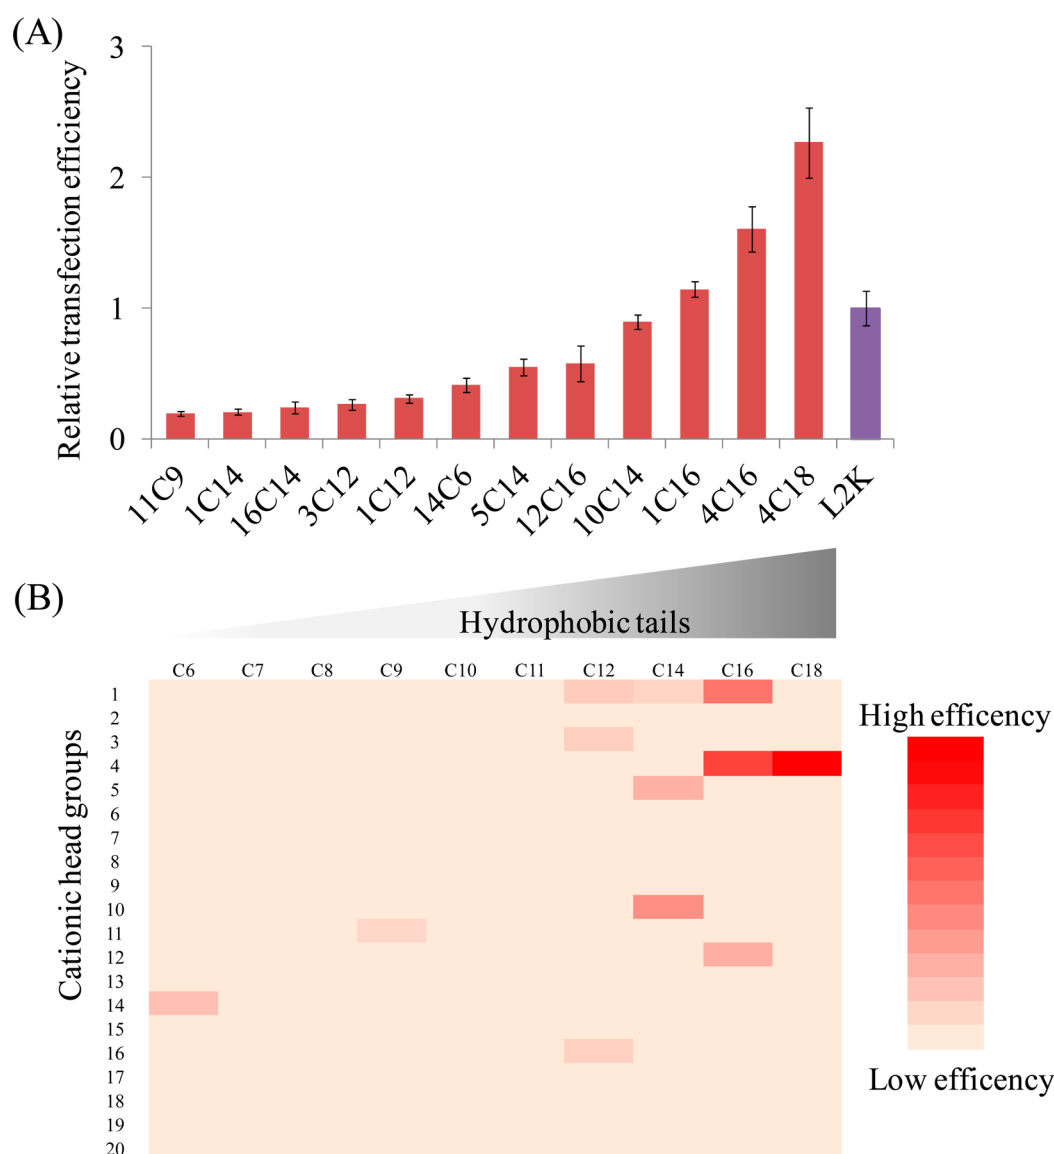 (A)
Relative transfection efficiency
3
2
1
0
11C9 1C14 16C14 3C12 1C12 14C6 5C14 12C16 10C14 1C16 4C16 4C18 L2K
(B)
Hydrophobic tails
C6 C7 C8 C9 C10 C11 C12 C14 C16 C18
Cationic head groups
1
2
3
4
5
6
7
8
9
10
11
12
13
14
15
16
17
18
19
20
High efficency
Low efficency